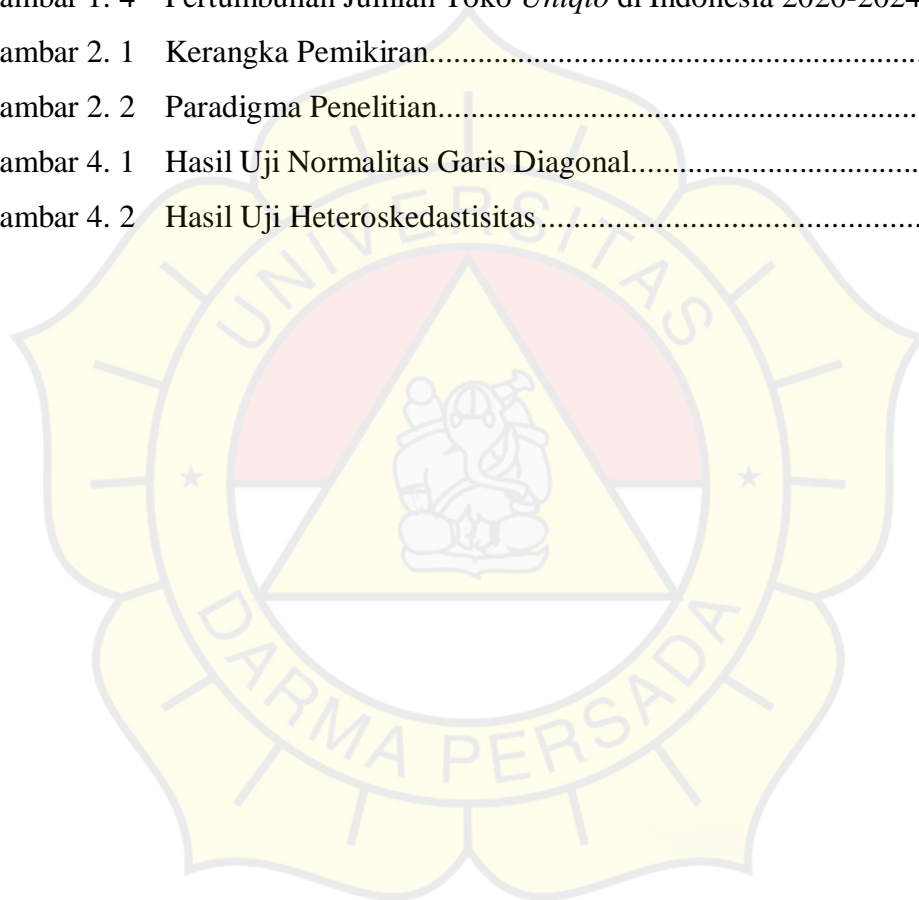 ambar 1. 4 Pertumbuhan Jumlah Toko Uniqlo di Indonesia 2020-2024
ambar 2. 1 Kerangka Pemikiran..........................................................
ambar 2. 2 Paradigma Penelitian.........................................................
ambar 4. 1 Hasil Uji Normalitas Garis Diagonal..................................
ambar 4. 2 Hasil Uji Heteroskedastisitas.............................................
UNIVERSITAS
DARMA PERSADA